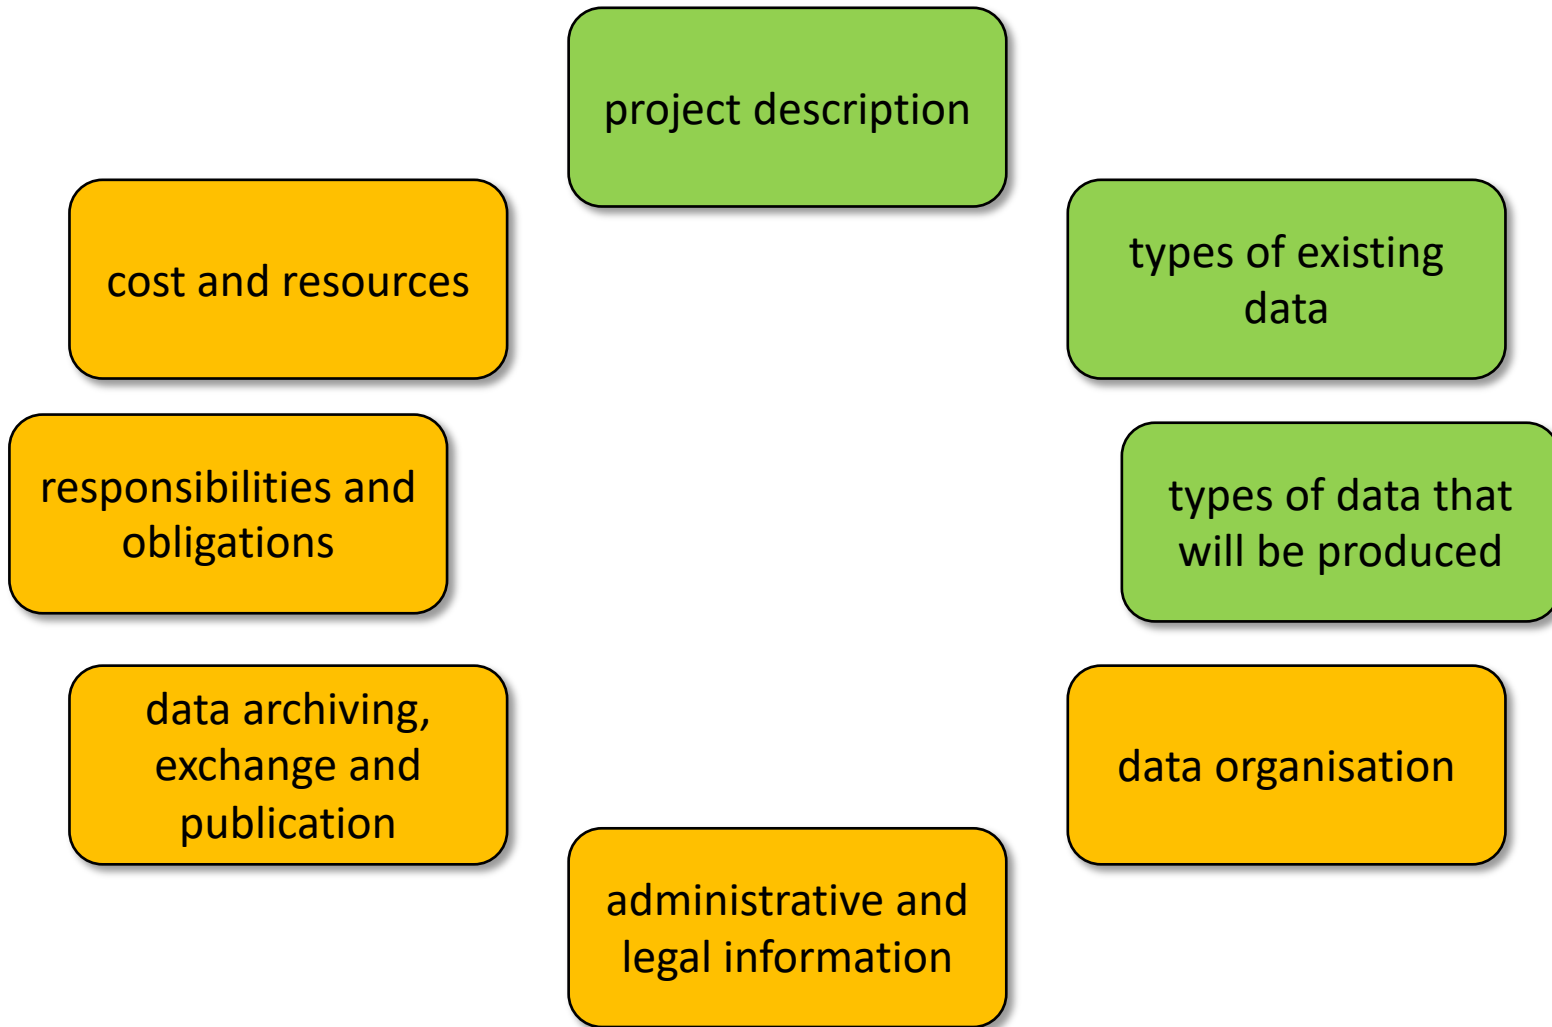 project description
types of existing
data
types of data that
will be produced
data organisation
administrative and
legal information
data archiving,
exchange and
publication
responsibilities and
obligations
cost and resources